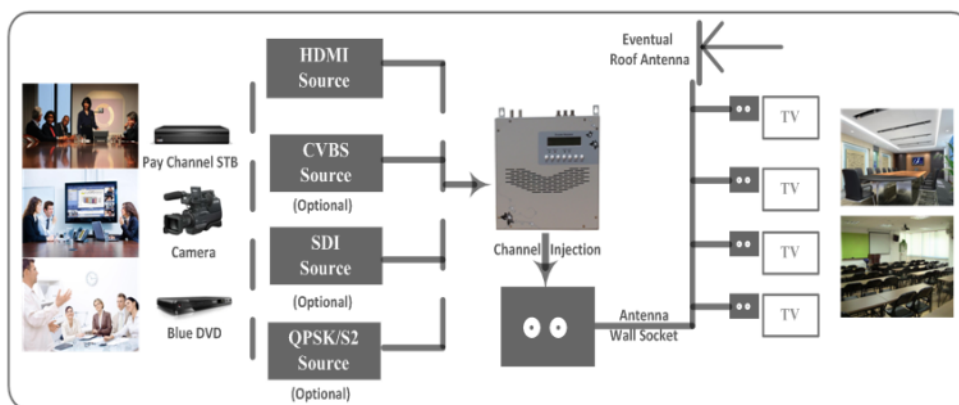 HDMI
Source
CVBS
Source
(Optional)
SDI
Source
(Optional)
QPSK/S2
Source
(Optional)
Pay Channel STB
Camera
Blue DVD
Channel Injection
Antenna
Wall Socket
Eventual
Roof Antenna
TV
TV
TV
TV